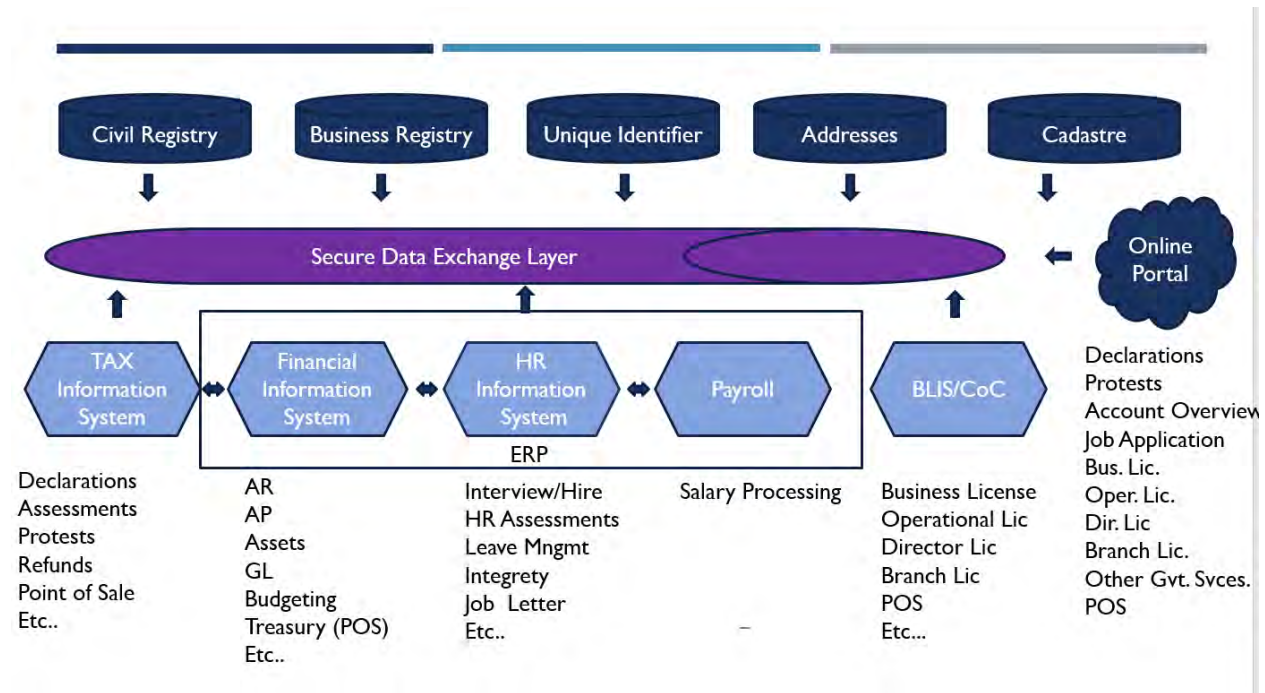 Civil Registry
Business Registry
Unique Identifier
Addresses
Cadastre
Secure Data Exchange Layer
Online
Portal
TAX
Information
System
Financial
Information
System
HR
Information
System
Payroll
BLIS/CoC
ERP
Declarations
Assessments
Protests
Refunds
Point of Sale
Etc..
AR
AP
Assets
GL
Budgeting
Treasury (POS)
Etc..
Interview/Hire
HR Assessments
Leave Mngmt
Integrety
Job Letter
Etc..
Salary Processing
Business License
Operational Lic
Director Lic
Branch Lic
POS
Etc...
Declarations
Protests
Account Overview
Job Application
Bus. Lic.
Oper. Lic.
Dir. Lic
Branch Lic.
Other Gvt. Svces.
POS